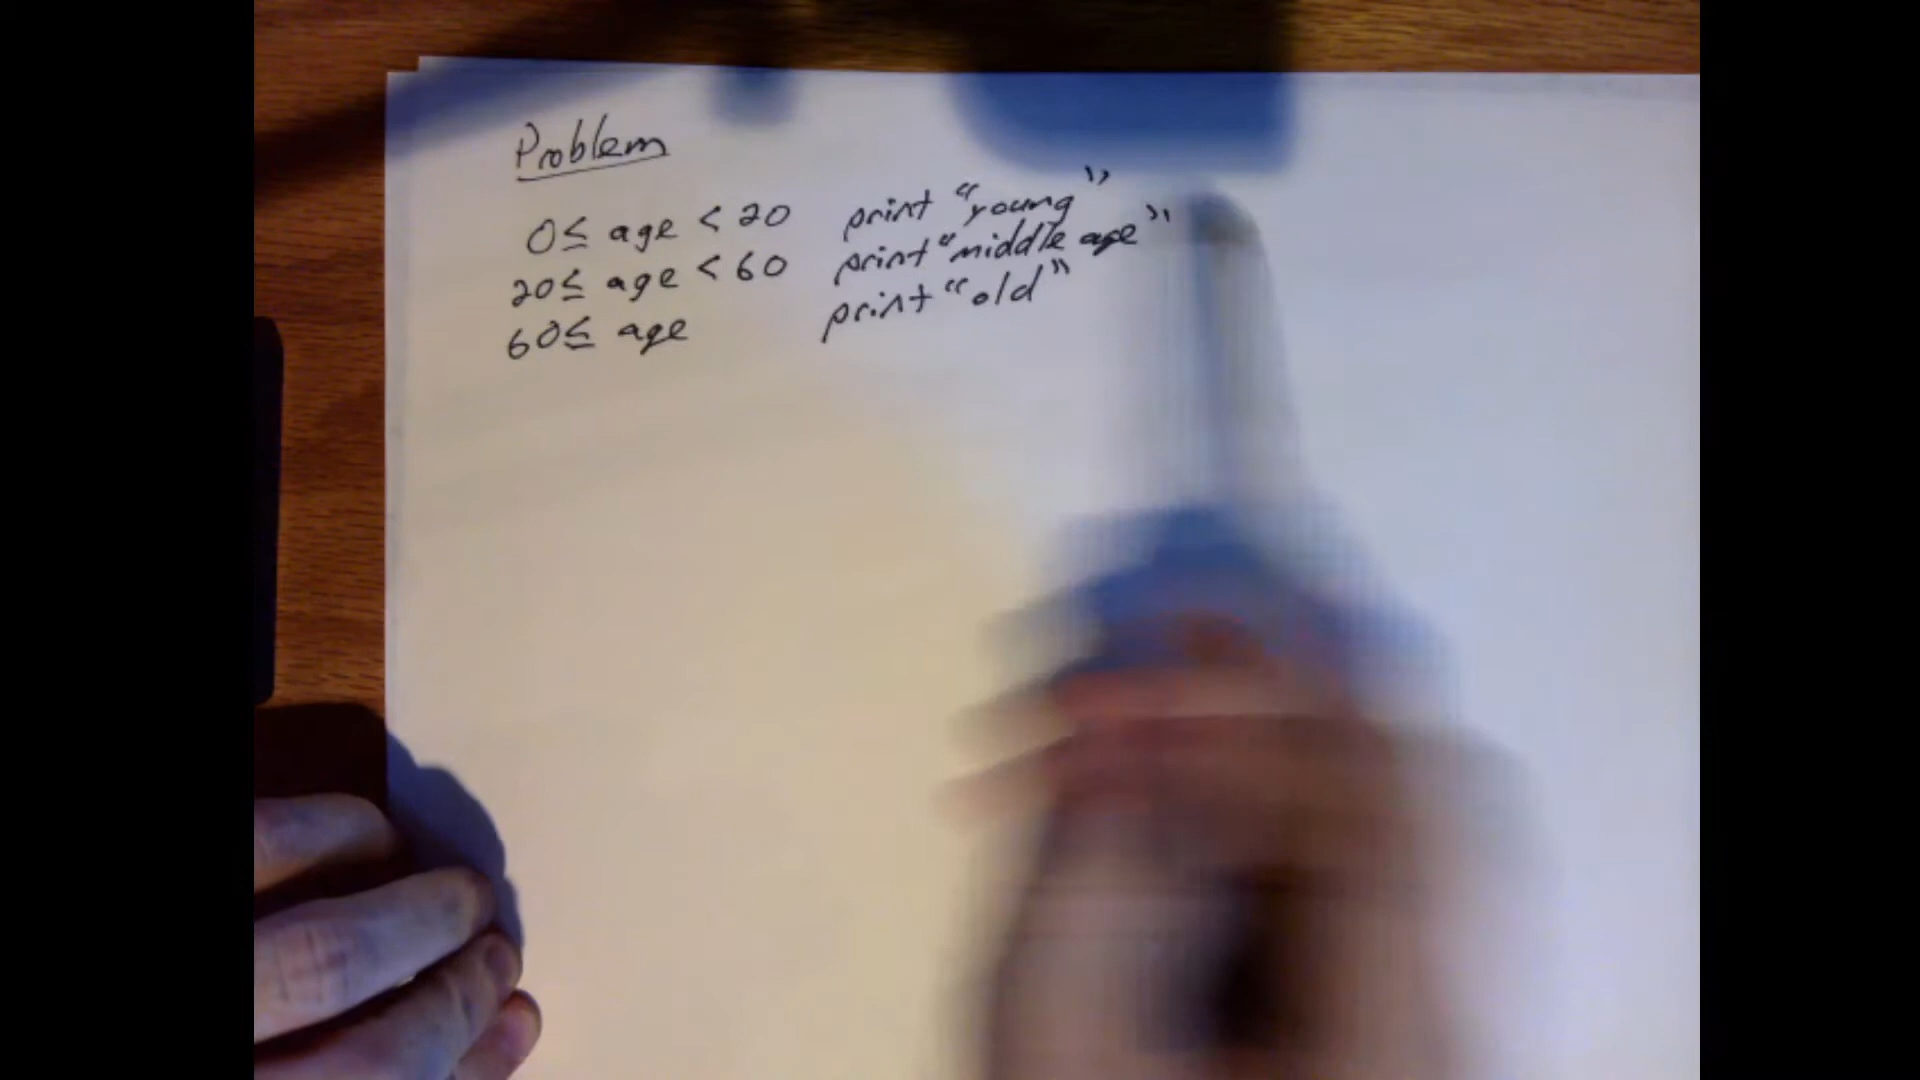 Problem
0≤ age < 20 print "young"
20≤ age < 60 print "middle age"
60≤ age print "old"